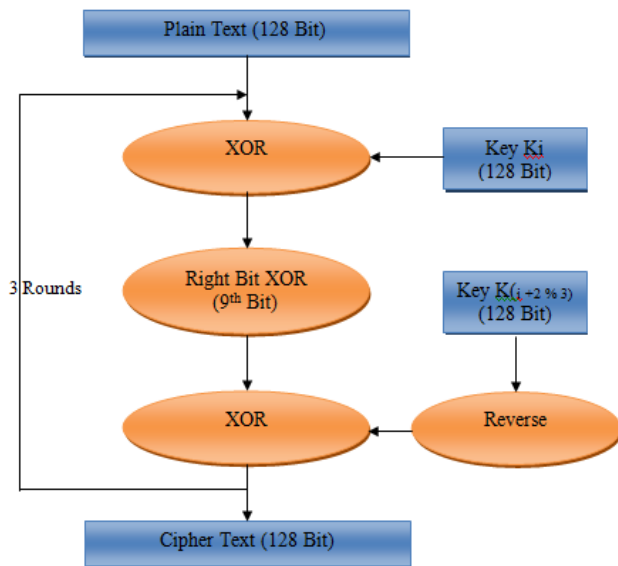 Plain Text (128 Bit)
XOR
Key Ki
(128 Bit)
Right Bit XOR
(9th Bit)
3 Rounds
Key K(i +2 % 3)
(128 Bit)
XOR
Reverse
Cipher Text (128 Bit)